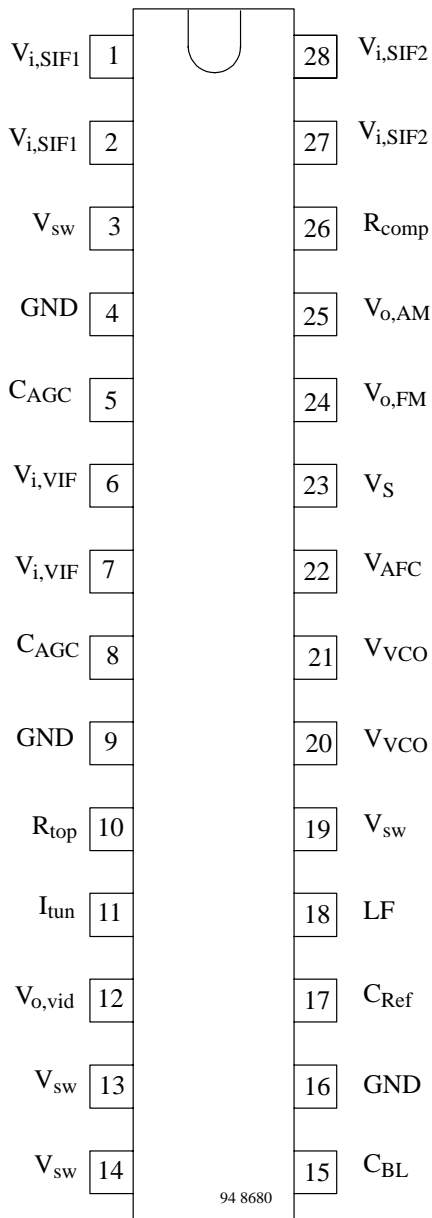 V_i,SIF1 1 28 V_i,SIF2
V_i,SIF1 2 27 V_i,SIF2
V_sw 3 26 R_comp
GND 4 25 V_o,AM
C_AGC 5 24 V_o,FM
V_i,VIF 6 23 V_S
V_i,VIF 7 22 V_AFC
C_AGC 8 21 V_VCO
GND 9 20 V_VCO
R_top 10 19 V_sw
I_tun 11 18 LF
V_o,vid 12 17 C_Ref
V_sw 13 16 GND
V_sw 14 15 C_BL
94 8680